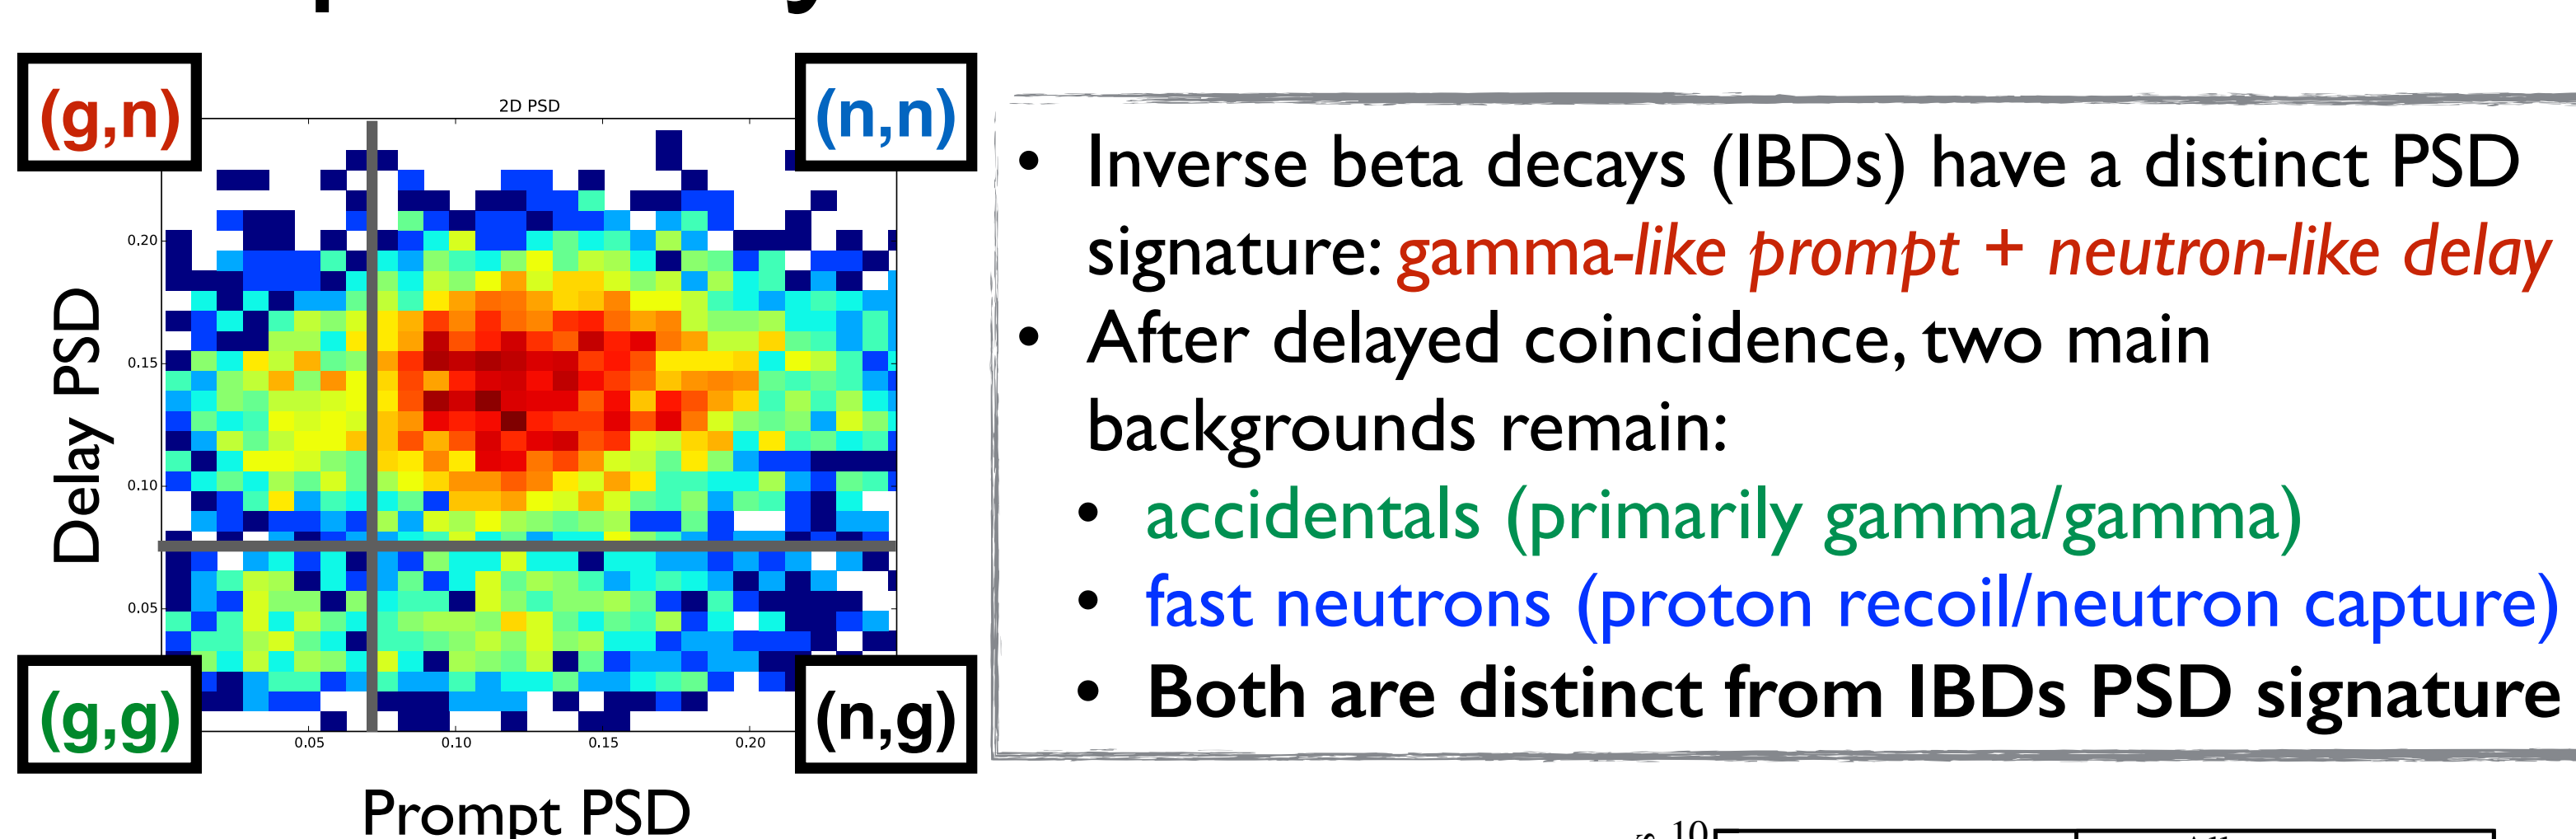 (g,n)
(n,n)
2D PSD
0.20
0.15
0.10
0.05
Delay PSD
(g,g)
(n,g)
0.05
0.10
0.15
0.20
Prompt PSD
• Inverse beta decays (IBDs) have a distinct PSD
signature: gamma-like prompt + neutron-like delay
• After delayed coincidence, two main
backgrounds remain:
• accidentals (primarily gamma/gamma)
• fast neutrons (proton recoil/neutron capture)
• Both are distinct from IBDs PSD signature
10